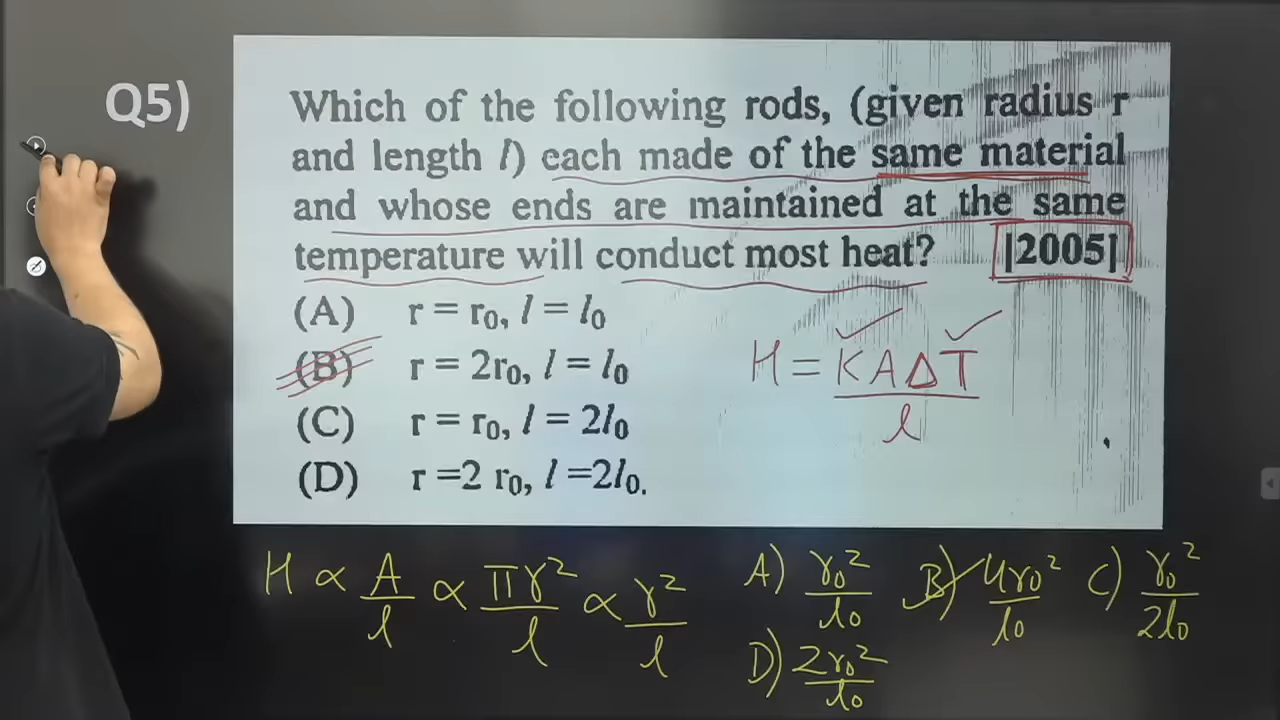 Q5)
Which of the following rods, (given radius r
and length l) each made of the same material
and whose ends are maintained at the same
temperature will conduct most heat? |2005|
(A) r = r₀, l = l₀
(B) r = 2r₀, l = l₀
(C) r = r₀, l = 2l₀
(D) r =2 r₀, l =2l₀.
H = KAΔT/l
H ∝ A/l ∝ πr²/l ∝ r²/l
A) r₀²/l₀ B) 4r₀²/l₀ C) r₀²/2l₀
D) 2r₀²/l₀